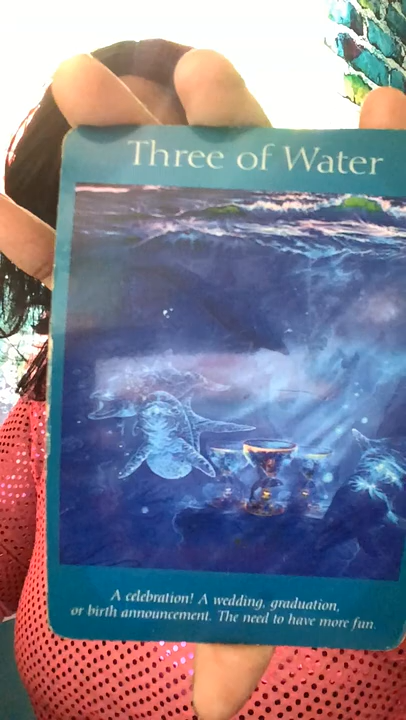 Three of Water
A celebration! A wedding, graduation,
or birth announcement. The need to have more fun.